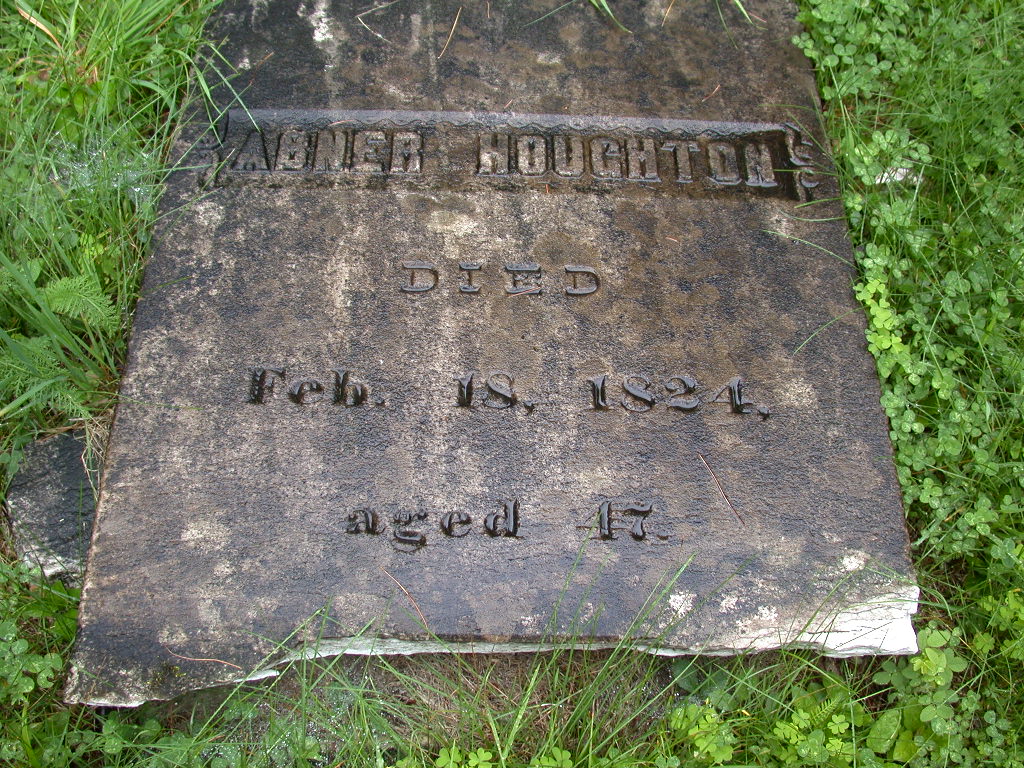 ABNER HOUGHTON
DIED
Feb. 18, 1824,
aged 47.